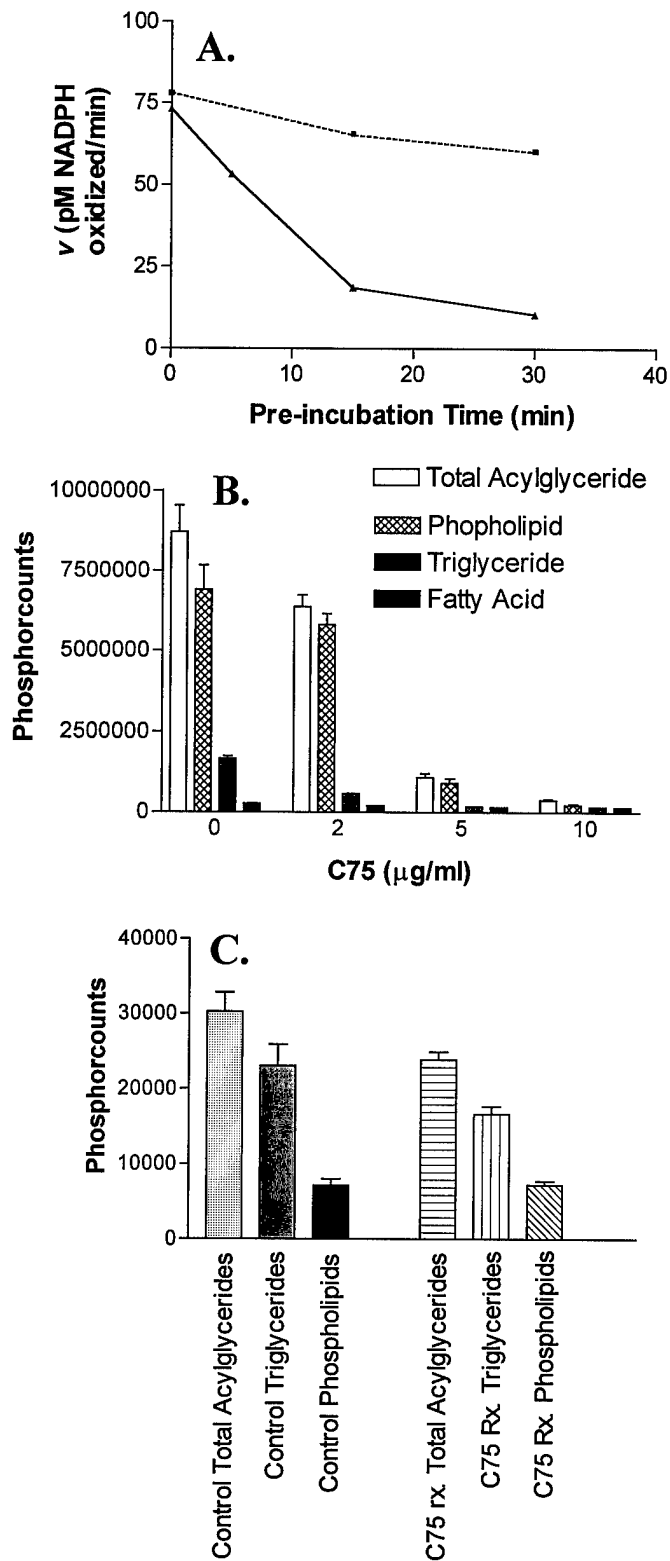 A.
100
75
50
25
0
v (pM NADPH
oxidized/min)
0 10 20 30 40
Pre-incubation Time (min)
B.
Total Acylglyceride
Phopholipid
Triglyceride
Fatty Acid
10000000
7500000
5000000
2500000
0
Phosphorcounts
0 2 5 10
C75 (μg/ml)
C.
40000
30000
20000
10000
0
Phosphorcounts
Control Total Acylglycerides
Control Triglycerides
Control Phospholipids
C75 rx. Total Acylglycerides
C75 Rx. Triglycerides
C75 Rx. Phospholipids